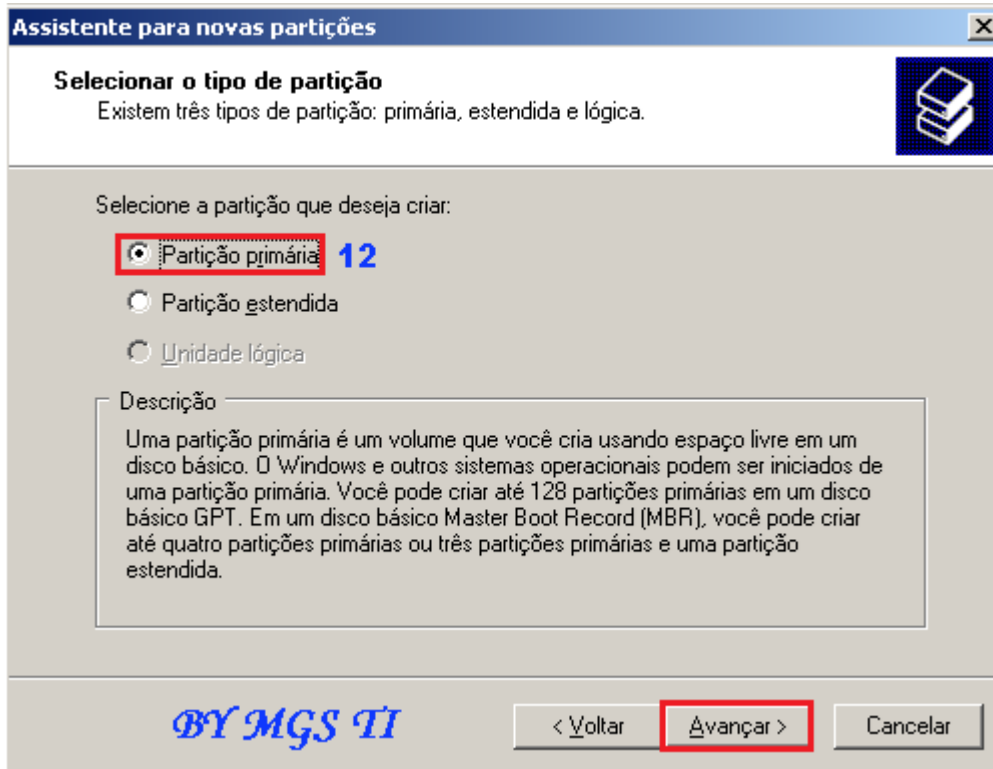 Assistente para novas partições
Selecionar o tipo de partição
Existem três tipos de partição: primária, estendida e lógica.
Selecione a partição que deseja criar:
Partição primária 12
Partição estendida
Unidade lógica
Descrição
Uma partição primária é um volume que você cria usando espaço livre em um
disco básico. O Windows e outros sistemas operacionais podem ser iniciados de
uma partição primária. Você pode criar até 128 partições primárias em um disco
básico GPT. Em um disco básico Master Boot Record (MBR), você pode criar
até quatro partições primárias ou três partições primárias e uma partição
estendida.
BY MGS TI < Voltar Avançar > Cancelar